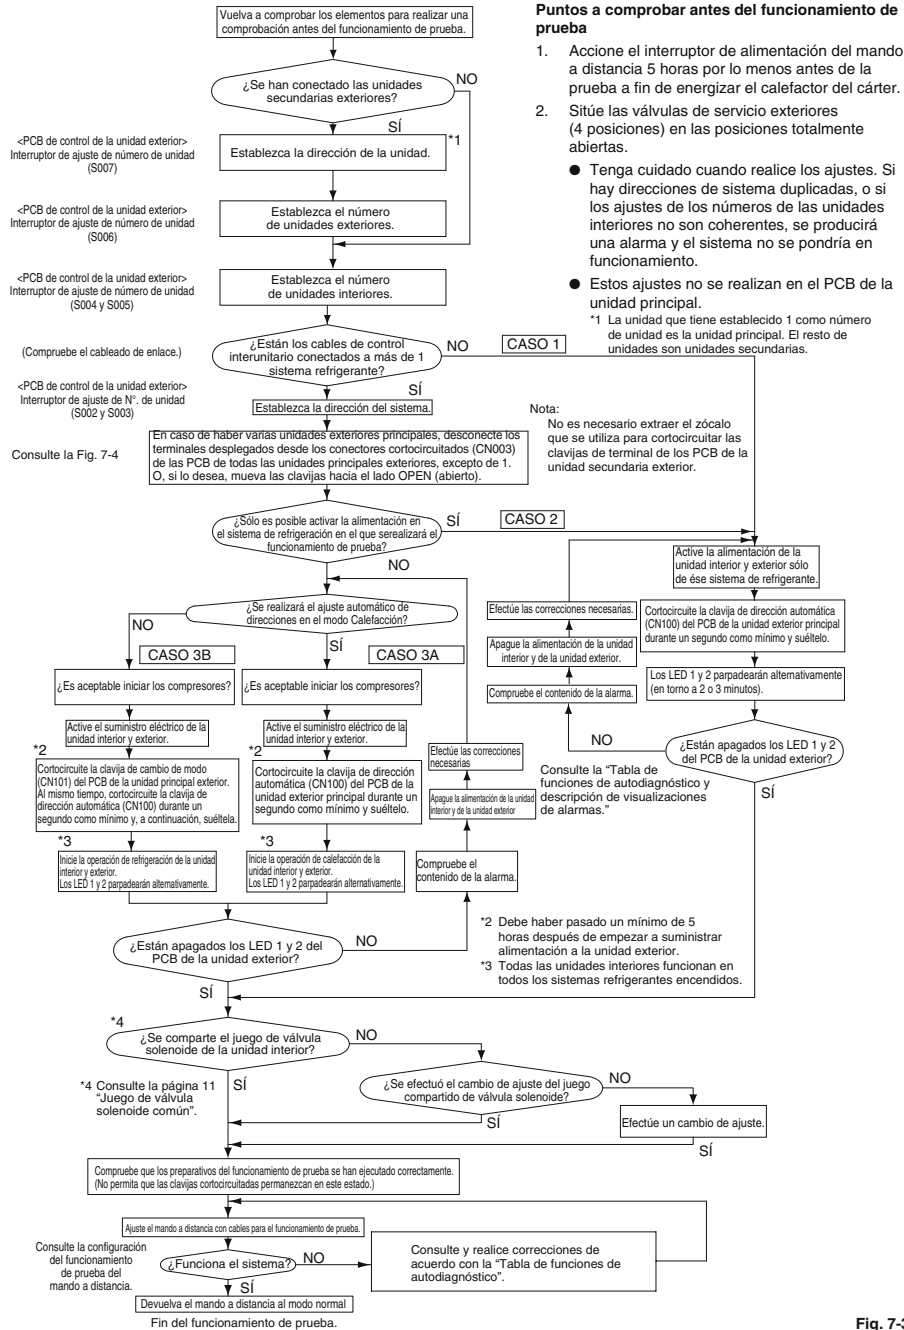 Vuelva a comprobar los elementos para realizar una
comprobación antes del funcionamiento de prueba.
¿Se han conectado las unidades
secundarias exteriores?
NO
SÍ
*1
<PCB de control de la unidad exterior>
Interruptor de ajuste de número de unidad
(S007)
Establezca la dirección de la unidad.
<PCB de control de la unidad exterior>
Interruptor de ajuste de número de unidad
(S006)
Establezca el número
de unidades exteriores.
<PCB de control de la unidad exterior>
Interruptor de ajuste de número de unidad
(S004 y S005)
Establezca el número
de unidades interiores.
(Compruebe el cableado de enlace.)
¿Están los cables de control
interunitario conectados a más de 1
sistema refrigerante?
NO
CASO 1
SÍ
<PCB de control de la unidad exterior>
Interruptor de ajuste de N°. de unidad
(S002 y S003)
Establezca la dirección del sistema.
Consulte la Fig. 7-4
En caso de haber varias unidades exteriores principales, desconecte los
terminales desplegados desde los conectores cortocircuitados (CN003)
de las PCB de todas las unidades principales exteriores, excepto de 1.
O, si lo desea, mueva las clavijas hacia el lado OPEN (abierto).
¿Sólo es posible activar la alimentación en
el sistema de refrigeración en el que serealizará el
funcionamiento de prueba?
SÍ
CASO 2
NO
Puntos a comprobar antes del funcionamiento de
prueba
1. Accione el interruptor de alimentación del mando
a distancia 5 horas por lo menos antes de la
prueba a fin de energizar el calefactor del cárter.
2. Sitúe las válvulas de servicio exteriores
(4 posiciones) en las posiciones totalmente
abiertas.
● Tenga cuidado cuando realice los ajustes. Si
hay direcciones de sistema duplicadas, o si
los ajustes de los números de las unidades
interiores no son coherentes, se producirá
una alarma y el sistema no se pondría en
funcionamiento.
● Estos ajustes no se realizan en el PCB de la
unidad principal.
*1 La unidad que tiene establecido 1 como número
de unidad es la unidad principal. El resto de
unidades son unidades secundarias.
Nota:
No es necesario extraer el zócalo
que se utiliza para cortocircuitar las
clavijas de terminal de los PCB de la
unidad secundaria exterior.
¿Se realizará el ajuste automático de
direcciones en el modo Calefacción?
NO
SÍ
CASO 3B
CASO 3A
¿Es aceptable iniciar los compresores?
¿Es aceptable iniciar los compresores?
Active el suministro eléctrico de la
unidad interior y exterior.
Active el suministro eléctrico de la
unidad interior y exterior.
*2
Cortocircuite la clavija de cambio de modo
(CN101) del PCB de la unidad principal exterior.
Al mismo tiempo, cortocircuite la clavija de
dirección automática (CN100) durante un
segundo como mínimo y, a continuación, suéltela.
*2
Cortocircuite la clavija de dirección
automática (CN100) del PCB de la
unidad exterior principal durante un
segundo como mínimo y suéltelo.
*3
Inicie la operación de refrigeración de la unidad
interior y exterior.
Los LED 1 y 2 parpadearán alternativamente.
*3
Inicie la operación de calefacción de la
unidad interior y exterior.
Los LED 1 y 2 parpadearán alternativamente.
Efectúe las correcciones
necesarias
Apague la alimentación de la unidad
interior y de la unidad exterior
Compruebe el
contenido de la alarma.
¿Están apagados los LED 1 y 2 del
PCB de la unidad exterior?
NO
SÍ
Active la alimentación de la
unidad interior y exterior sólo
de ése sistema de refrigerante.
Efectúe las correcciones necesarias.
Cortocircuite la clavija de dirección automática
(CN100) del PCB de la unidad exterior principal
durante un segundo como mínimo y suéltelo.
Apague la alimentación de la unidad
interior y de la unidad exterior.
Los LED 1 y 2 parpadearán alternativamente
(en torno a 2 o 3 minutos).
Compruebe el contenido de la alarma.
NO
¿Están apagados los LED 1 y 2
del PCB de la unidad exterior?
SÍ
Consulte la “Tabla de
funciones de autodiagnóstico y
descripción de visualizaciones
de alarmas.”
*2 Debe haber pasado un mínimo de 5
horas después de empezar a suministrar
alimentación a la unidad exterior.
*3 Todas las unidades interiores funcionan en
todos los sistemas refrigerantes encendidos.
*4
¿Se comparte el juego de válvula
solenoide de la unidad interior?
NO
SÍ
*4 Consulte la página 11
“Juego de válvula
solenoide común”.
¿Se efectuó el cambio de ajuste del juego
compartido de válvula solenoide?
NO
SÍ
Efectúe un cambio de ajuste.
SÍ
Compruebe que los preparativos del funcionamiento de prueba se han ejecutado correctamente.
(No permita que las clavijas cortocircuitadas permanezcan en este estado.)
Ajuste el mando a distancia con cables para el funcionamiento de prueba.
Consulte la configuración
del funcionamiento
de prueba del
mando a distancia.
¿Funciona el sistema?
NO
SÍ
Consulte y realice correcciones de
acuerdo con la “Tabla de funciones de
autodiagnóstico”.
Devuelva el mando a distancia al modo normal
Fin del funcionamiento de prueba.
Fig. 7-3